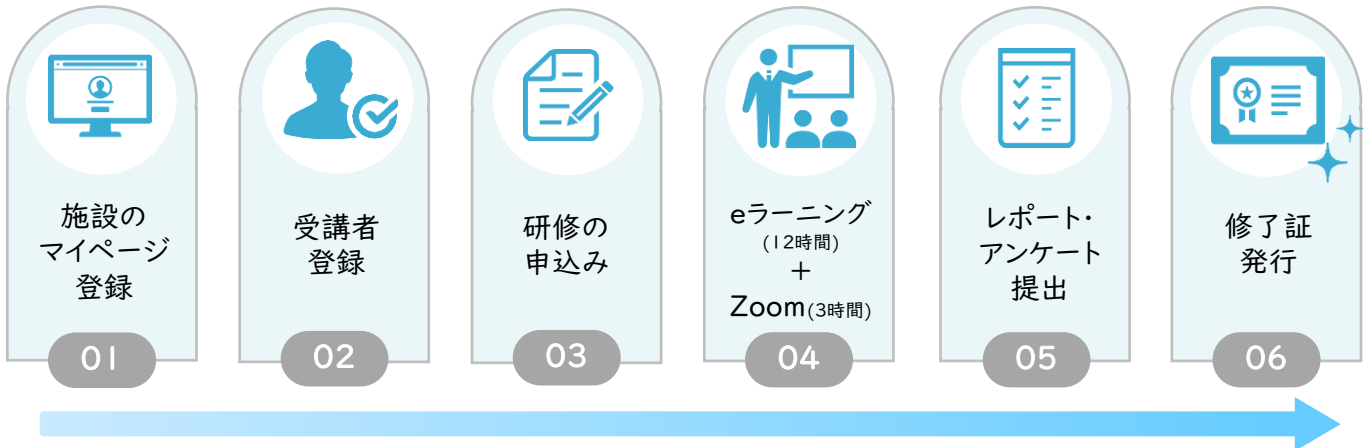 施設の
マイページ
登録
01
受講者
登録
02
研修の
申込み
03
eラーニング
(12時間)
+
Zoom(3時間)
04
レポート・
アンケート
提出
05
修了証
発行
06